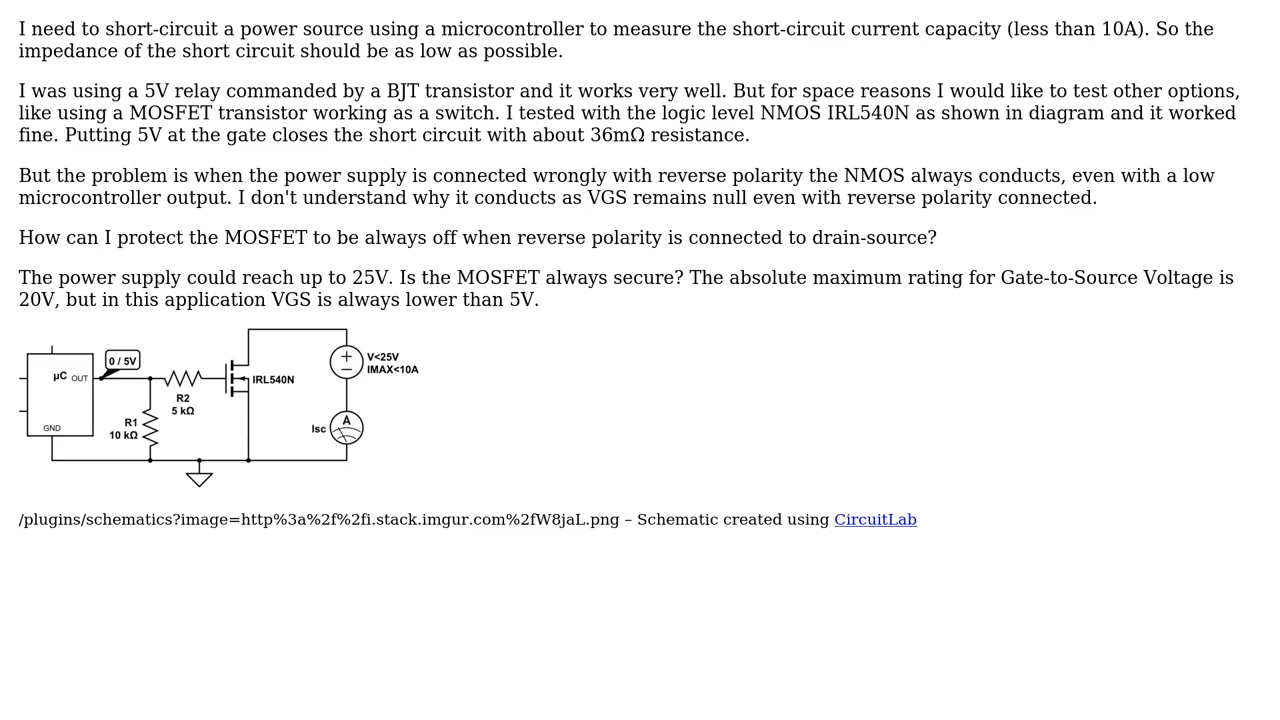 I need to short-circuit a power source using a microcontroller to measure the short-circuit current capacity (less than 10A). So the
impedance of the short circuit should be as low as possible.
I was using a 5V relay commanded by a BJT transistor and it works very well. But for space reasons I would like to test other options,
like using a MOSFET transistor working as a switch. I tested with the logic level NMOS IRL540N as shown in diagram and it worked
fine. Putting 5V at the gate closes the short circuit with about 36mΩ resistance.
But the problem is when the power supply is connected wrongly with reverse polarity the NMOS always conducts, even with a low
microcontroller output. I don't understand why it conducts as VGS remains null even with reverse polarity connected.
How can I protect the MOSFET to be always off when reverse polarity is connected to drain-source?
The power supply could reach up to 25V. Is the MOSFET always secure? The absolute maximum rating for Gate-to-Source Voltage is
20V, but in this application VGS is always lower than 5V.
0 / 5V
µC OUT
GND
R1
10 kΩ
R2
5 kΩ
IRL540N
V<25V
IMAX<10A
Isc
A
/plugins/schematics?image=http%3a%2f%2fi.stack.imgur.com%2fW8jaL.png – Schematic created using CircuitLab